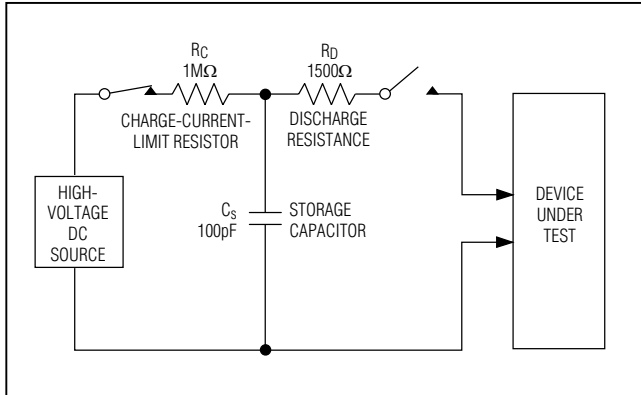 RC
1MΩ
CHARGE-CURRENT-
LIMIT RESISTOR
RD
1500Ω
DISCHARGE
RESISTANCE
HIGH-
VOLTAGE
DC
SOURCE
Cs
100pF
STORAGE
CAPACITOR
DEVICE
UNDER
TEST